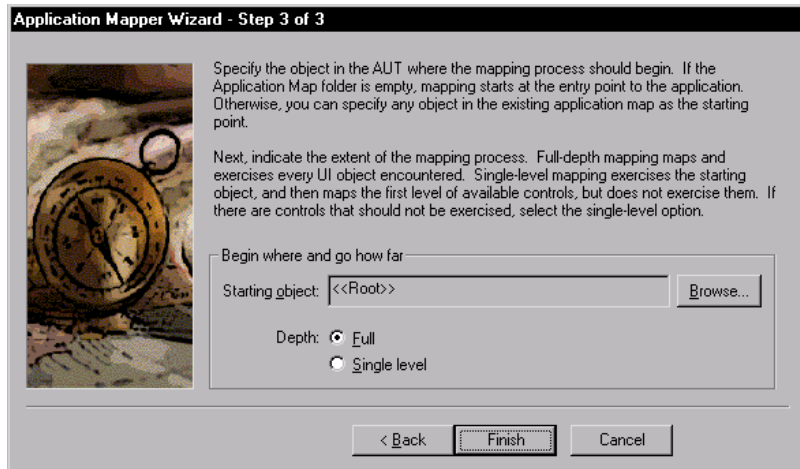 Application Mapper Wizard - Step 3 of 3
Specify the object in the AUT where the mapping process should begin.  If the
Application Map folder is empty, mapping starts at the entry point to the application.
Otherwise, you can specify any object in the existing application map as the starting
point.
Next, indicate the extent of the mapping process.  Full-depth mapping maps and
exercises every UI object encountered.  Single-level mapping exercises the starting
object, and then maps the first level of available controls, but does not exercise them.  If
there are controls that should not be exercised, select the single-level option.
Begin where and go how far
Starting object: <<Root>> Browse...
Depth: Full
Single level
< Back Finish Cancel